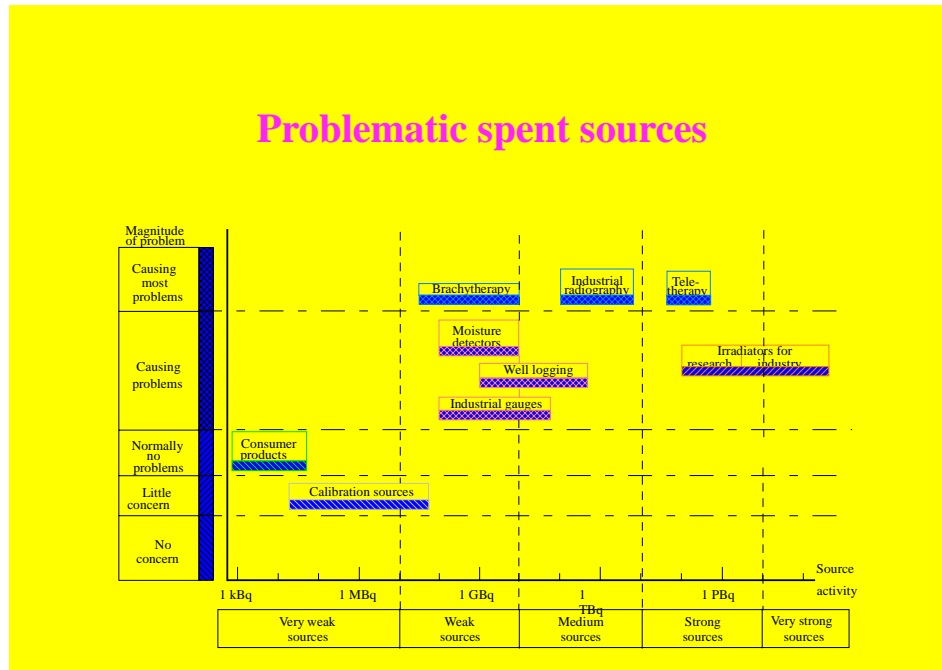 Problematic spent sources
Magnitude
of problem
Causing
most
problems
Brachytherapy
Industrial
radiography
Tele-
therapy
Causing
problems
Moisture
detectors
Well logging
Industrial gauges
Irradiators for
research industry
Normally
no
problems
Consumer
products
Little
concern
Calibration sources
No
concern
Source
activity
1 kBq 1 MBq 1 GBq 1 1 PBq
TBq
Very weak
sources
Weak
sources
Medium
sources
Strong
sources
Very strong
sources